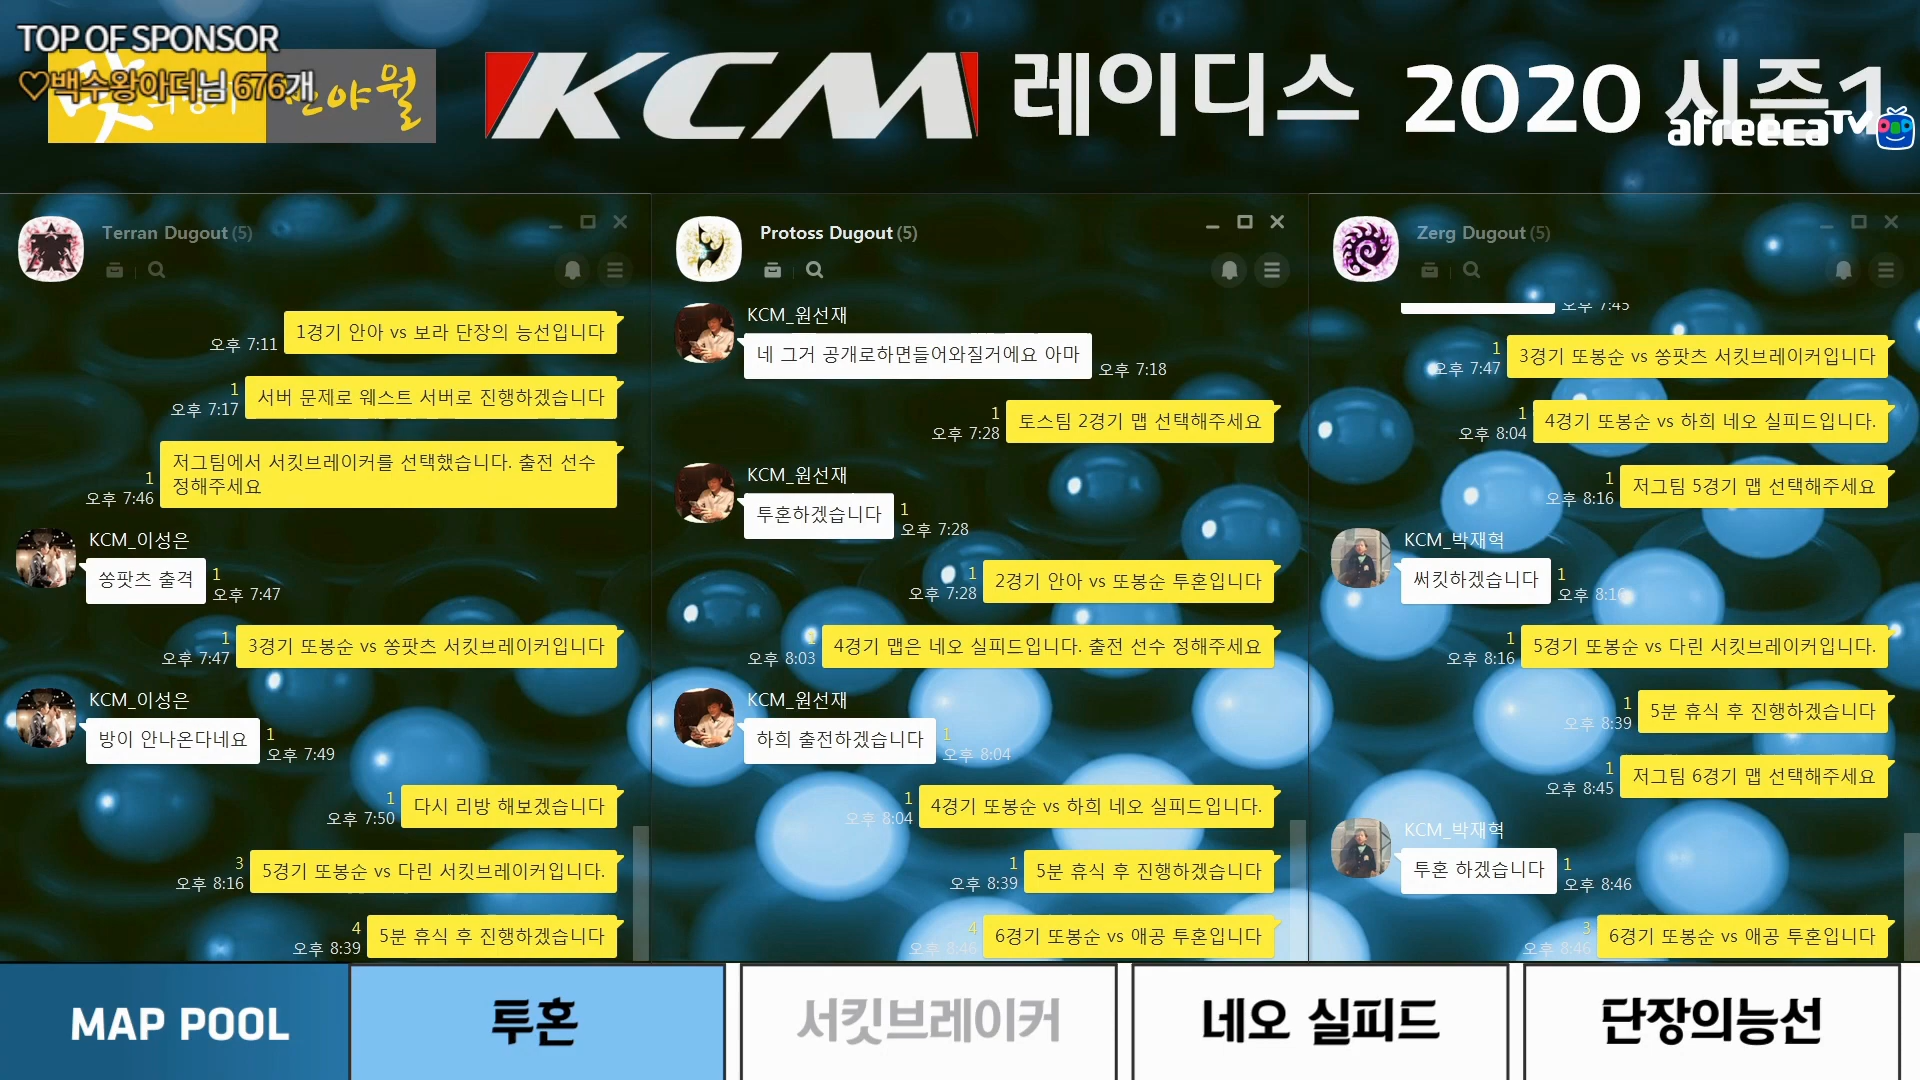 TOP OF SPONSOR
♡백수왕아더님 676개
맛
야월
KCM 레이디스 2020 시즌1
afreecaTV
Terran Dugout (5)
1경기 안아 vs 보라 단장의 능선입니다
오후 7:11
서버 문제로 웨스트 서버로 진행하겠습니다
1
오후 7:17
저그팀에서 서킷브레이커를 선택했습니다. 출전 선수
정해주세요
1
오후 7:46
KCM_이성은
쏭팟츠 출격
1
오후 7:47
3경기 또봉순 vs 쏭팟츠 서킷브레이커입니다
1
오후 7:47
KCM_이성은
방이 안나온다네요
1
오후 7:49
다시 리방 해보겠습니다
1
오후 7:50
5경기 또봉순 vs 다린 서킷브레이커입니다.
3
오후 8:16
5분 휴식 후 진행하겠습니다
4
오후 8:39
Protoss Dugout (5)
KCM_원선재
네 그거 공개로하면들어와질거에요 아마
오후 7:18
토스팀 2경기 맵 선택해주세요
1
오후 7:28
KCM_원선재
투혼하겠습니다
1
오후 7:28
2경기 안아 vs 또봉순 투혼입니다
1
오후 7:28
4경기 맵은 네오 실피드입니다. 출전 선수 정해주세요
1
오후 8:03
KCM_원선재
하희 출전하겠습니다
1
오후 8:04
4경기 또봉순 vs 하희 네오 실피드입니다.
1
오후 8:04
5분 휴식 후 진행하겠습니다
1
오후 8:39
6경기 또봉순 vs 애공 투혼입니다
4
오후 8:46
Zerg Dugout (5)
오후 7:45
3경기 또봉순 vs 쏭팟츠 서킷브레이커입니다
1
오후 7:47
4경기 또봉순 vs 하희 네오 실피드입니다.
1
오후 8:04
저그팀 5경기 맵 선택해주세요
1
오후 8:16
KCM_박재혁
써킷하겠습니다
1
오후 8:16
5경기 또봉순 vs 다린 서킷브레이커입니다.
1
오후 8:16
5분 휴식 후 진행하겠습니다
1
오후 8:39
저그팀 6경기 맵 선택해주세요
1
오후 8:45
KCM_박재혁
투혼 하겠습니다
1
오후 8:46
6경기 또봉순 vs 애공 투혼입니다
3
오후 8:46
MAP POOL
투혼
서킷브레이커
네오 실피드
단장의능선